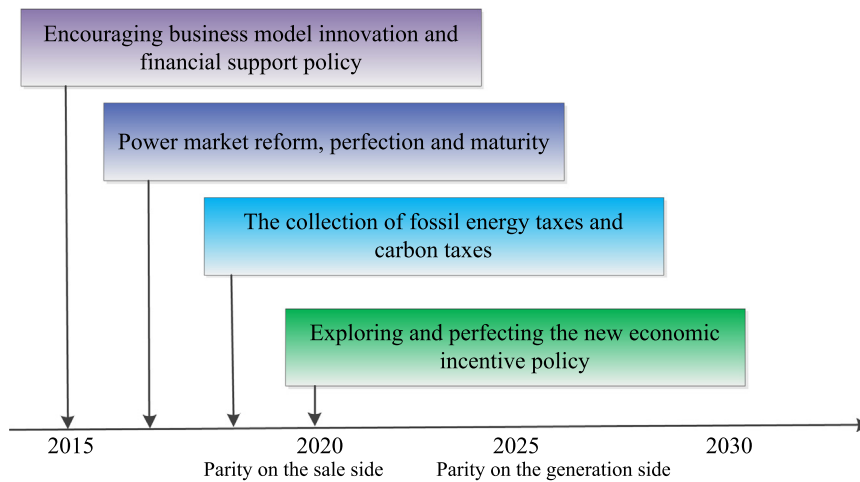 Encouraging business model innovation and
financial support policy
Power market reform, perfection and maturity
The collection of fossil energy taxes and
carbon taxes
Exploring and perfecting the new economic
incentive policy
2015 2020 2025 2030
Parity on the sale side Parity on the generation side